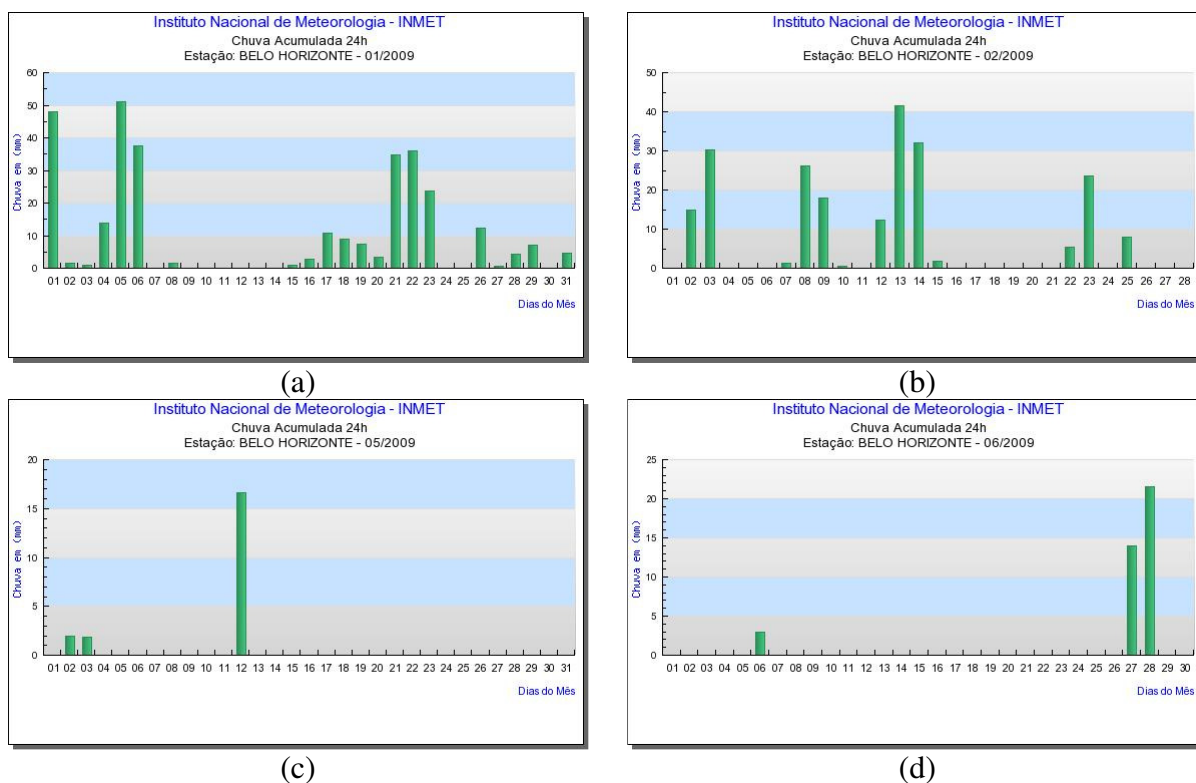 Instituto Nacional de Meteorologia - INMET
Chuva Acumulada 24h
Estação: BELO HORIZONTE - 01/2009
60
50
40
30
20
10
0
Chuva em (mm)
01 02 03 04 05 06 07 08 09 10 11 12 13 14 15 16 17 18 19 20 21 22 23 24 25 26 27 28 29 30 31
Dias do Mês
(a)
Instituto Nacional de Meteorologia - INMET
Chuva Acumulada 24h
Estação: BELO HORIZONTE - 02/2009
50
40
30
20
10
0
Chuva em (mm)
01 02 03 04 05 06 07 08 09 10 11 12 13 14 15 16 17 18 19 20 21 22 23 24 25 26 27 28
Dias do Mês
(b)
Instituto Nacional de Meteorologia - INMET
Chuva Acumulada 24h
Estação: BELO HORIZONTE - 05/2009
20
15
10
5
0
Chuva em (mm)
01 02 03 04 05 06 07 08 09 10 11 12 13 14 15 16 17 18 19 20 21 22 23 24 25 26 27 28 29 30 31
Dias do Mês
(c)
Instituto Nacional de Meteorologia - INMET
Chuva Acumulada 24h
Estação: BELO HORIZONTE - 06/2009
25
20
15
10
5
0
Chuva em (mm)
01 02 03 04 05 06 07 08 09 10 11 12 13 14 15 16 17 18 19 20 21 22 23 24 25 26 27 28 29 30
Dias do Mês
(d)